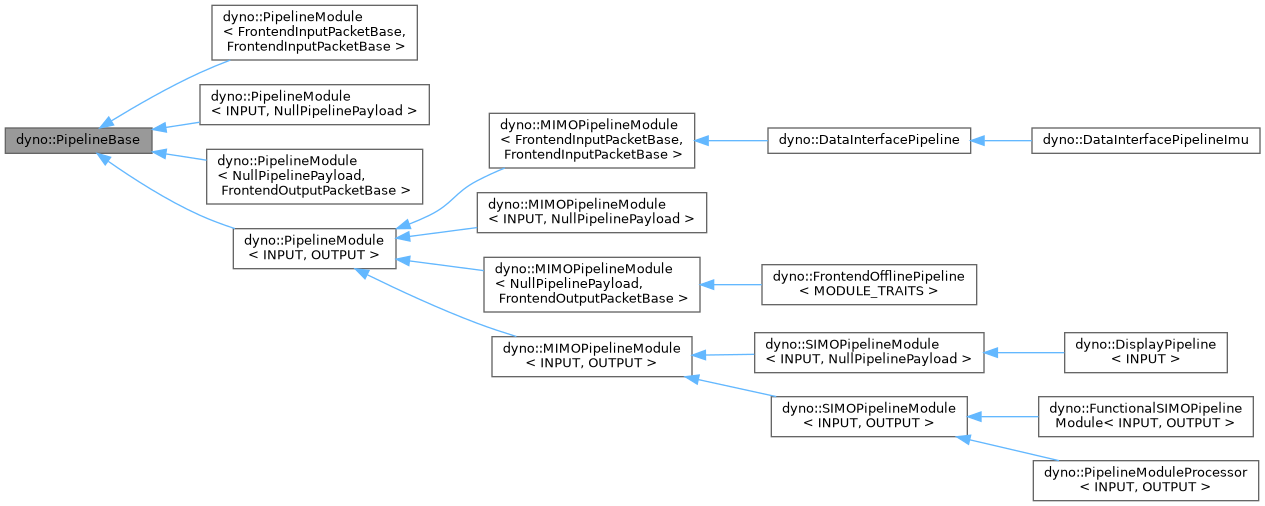 dyno::PipelineModule
< FrontendInputPacketBase,
FrontendInputPacketBase >
dyno::PipelineModule
< INPUT, NullPipelinePayload >
dyno::PipelineBase
dyno::PipelineModule
< NullPipelinePayload,
FrontendOutputPacketBase >
dyno::PipelineModule
< INPUT, OUTPUT >
dyno::MIMOPipelineModule
< FrontendInputPacketBase,
FrontendInputPacketBase >
dyno::DataInterfacePipeline
dyno::DataInterfacePipelineImu
dyno::MIMOPipelineModule
< INPUT, NullPipelinePayload >
dyno::MIMOPipelineModule
< NullPipelinePayload,
FrontendOutputPacketBase >
dyno::FrontendOfflinePipeline
< MODULE_TRAITS >
dyno::MIMOPipelineModule
< INPUT, OUTPUT >
dyno::SIMOPipelineModule
< INPUT, NullPipelinePayload >
dyno::DisplayPipeline
< INPUT >
dyno::SIMOPipelineModule
< INPUT, OUTPUT >
dyno::FunctionalSIMOPipeline
Module< INPUT, OUTPUT >
dyno::PipelineModuleProcessor
< INPUT, OUTPUT >